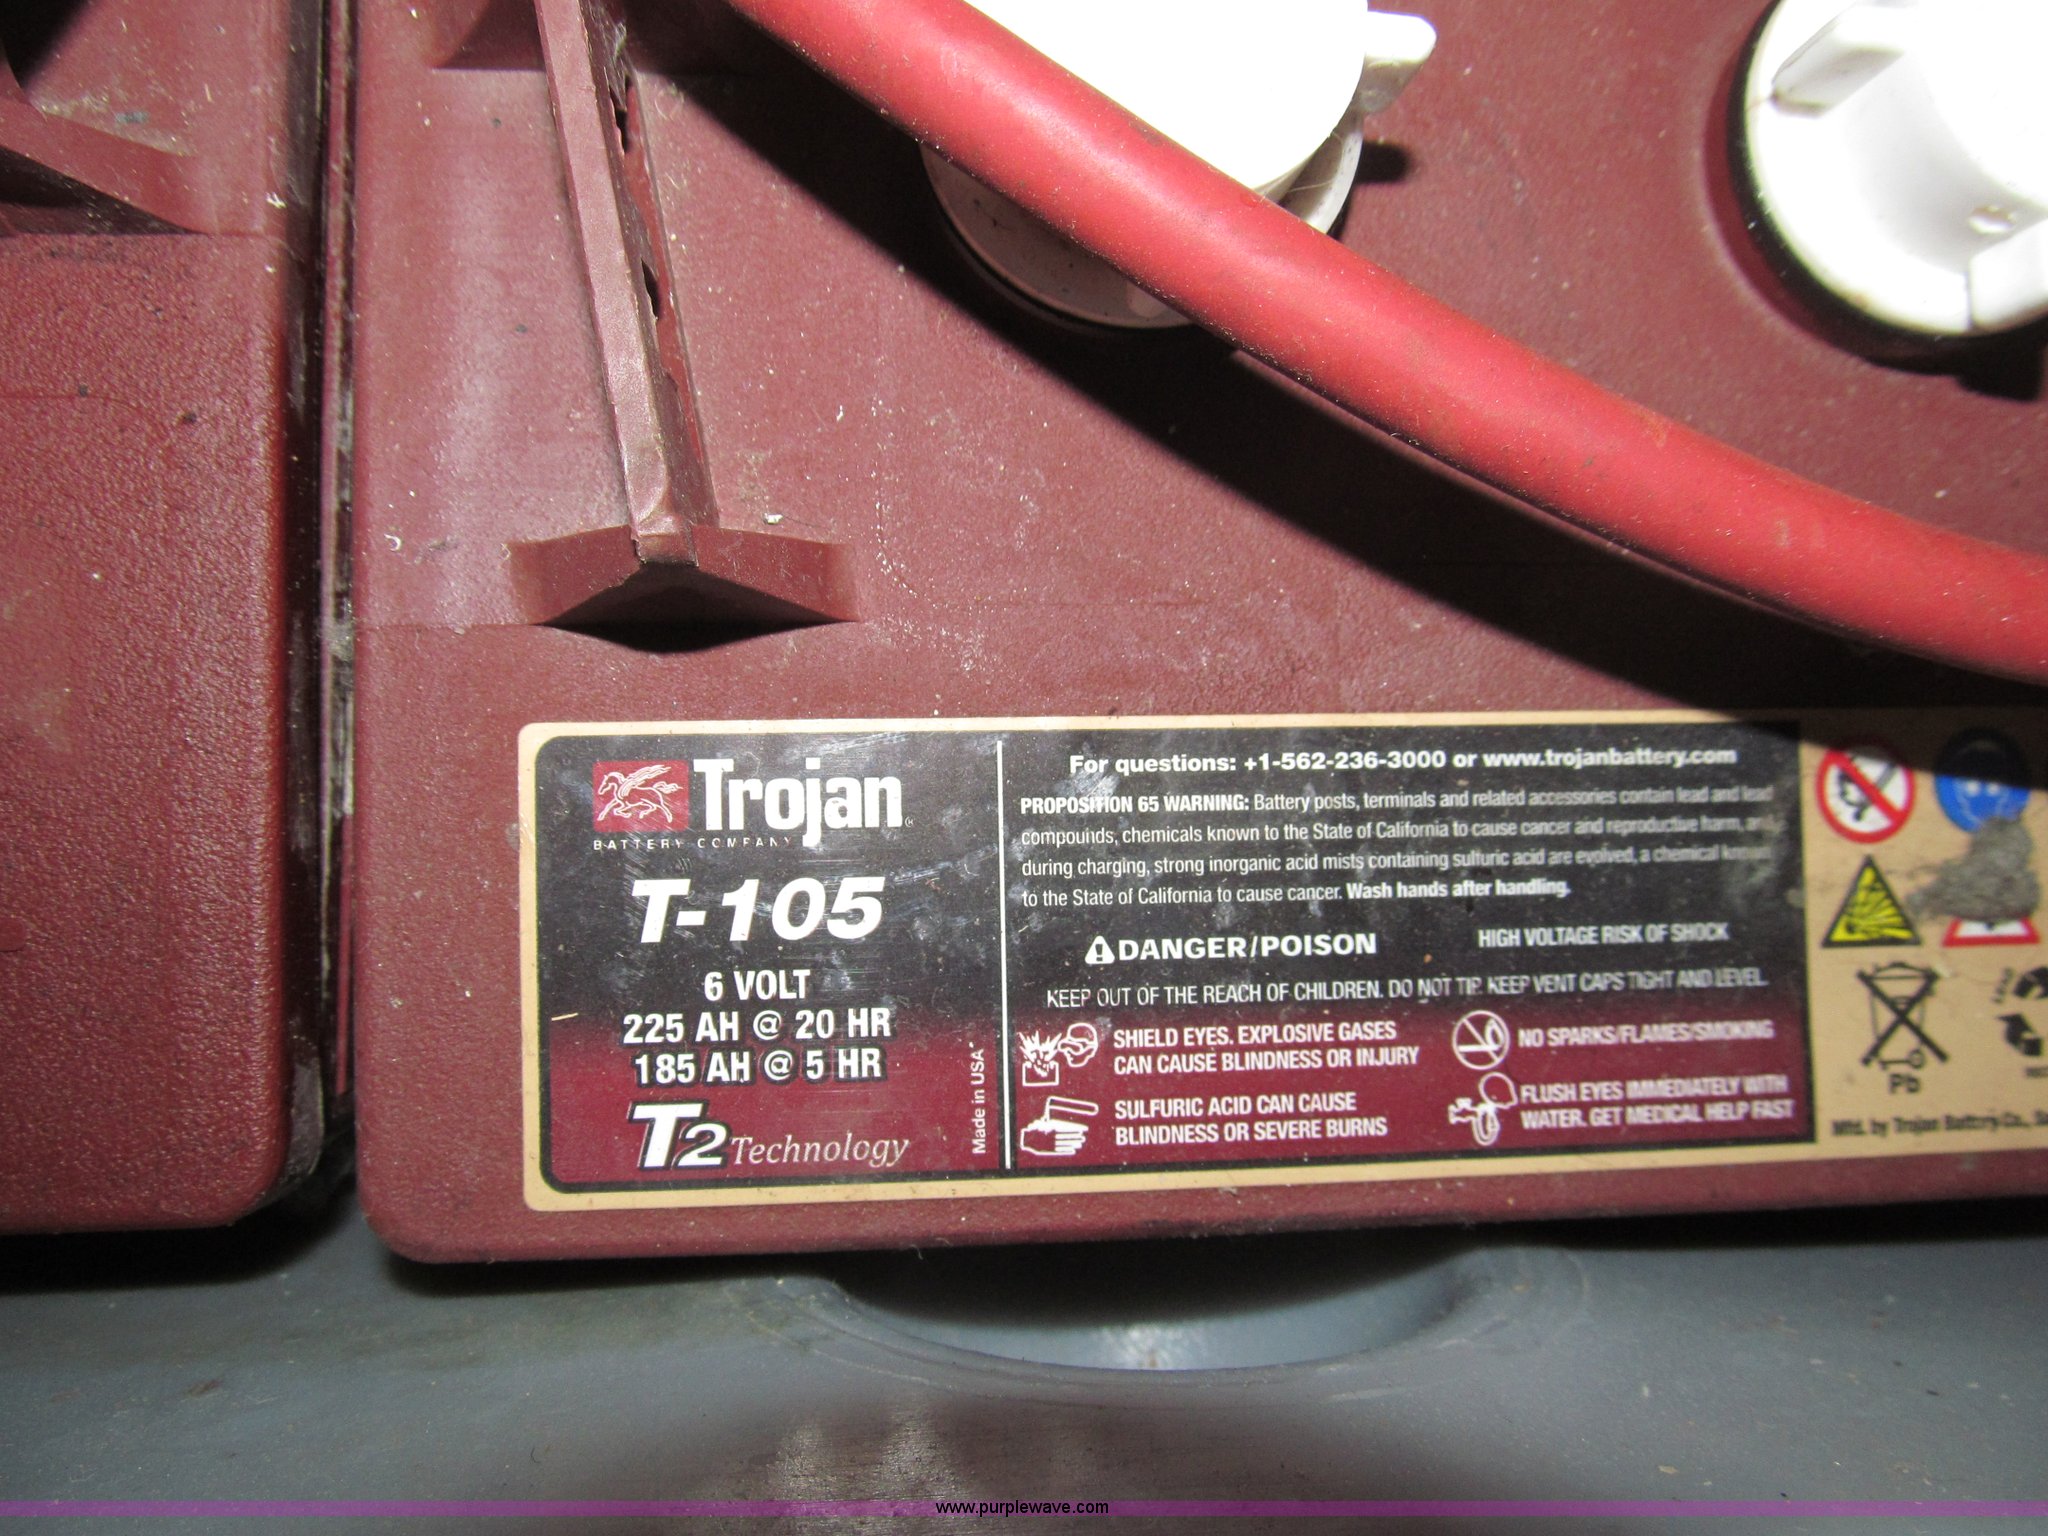 Trojan
BATTERY COMPANY
T-105
6 VOLT
225 AH @ 20 HR
185 AH @ 5 HR
T2 Technology
Made in USA
For questions: +1-562-236-3000 or www.trojanbattery.com
PROPOSITION 65 WARNING: Battery posts, terminals and related accessories contain lead and lead
compounds, chemicals known to the State of California to cause cancer and reproductive harm, and
during charging, strong inorganic acid mists containing sulfuric acid are evolved, a chemical known
to the State of California to cause cancer. Wash hands after handling.
DANGER/POISON
HIGH VOLTAGE RISK OF SHOCK
KEEP OUT OF THE REACH OF CHILDREN. DO NOT TIP. KEEP VENT CAPS TIGHT AND LEVEL.
SHIELD EYES. EXPLOSIVE GASES
CAN CAUSE BLINDNESS OR INJURY
NO SPARKS/FLAMES/SMOKING
SULFURIC ACID CAN CAUSE
BLINDNESS OR SEVERE BURNS
FLUSH EYES IMMEDIATELY WITH
WATER. GET MEDICAL HELP FAST
Pb
Mfd. by Trojan Battery Co.,
www.purplewave.com